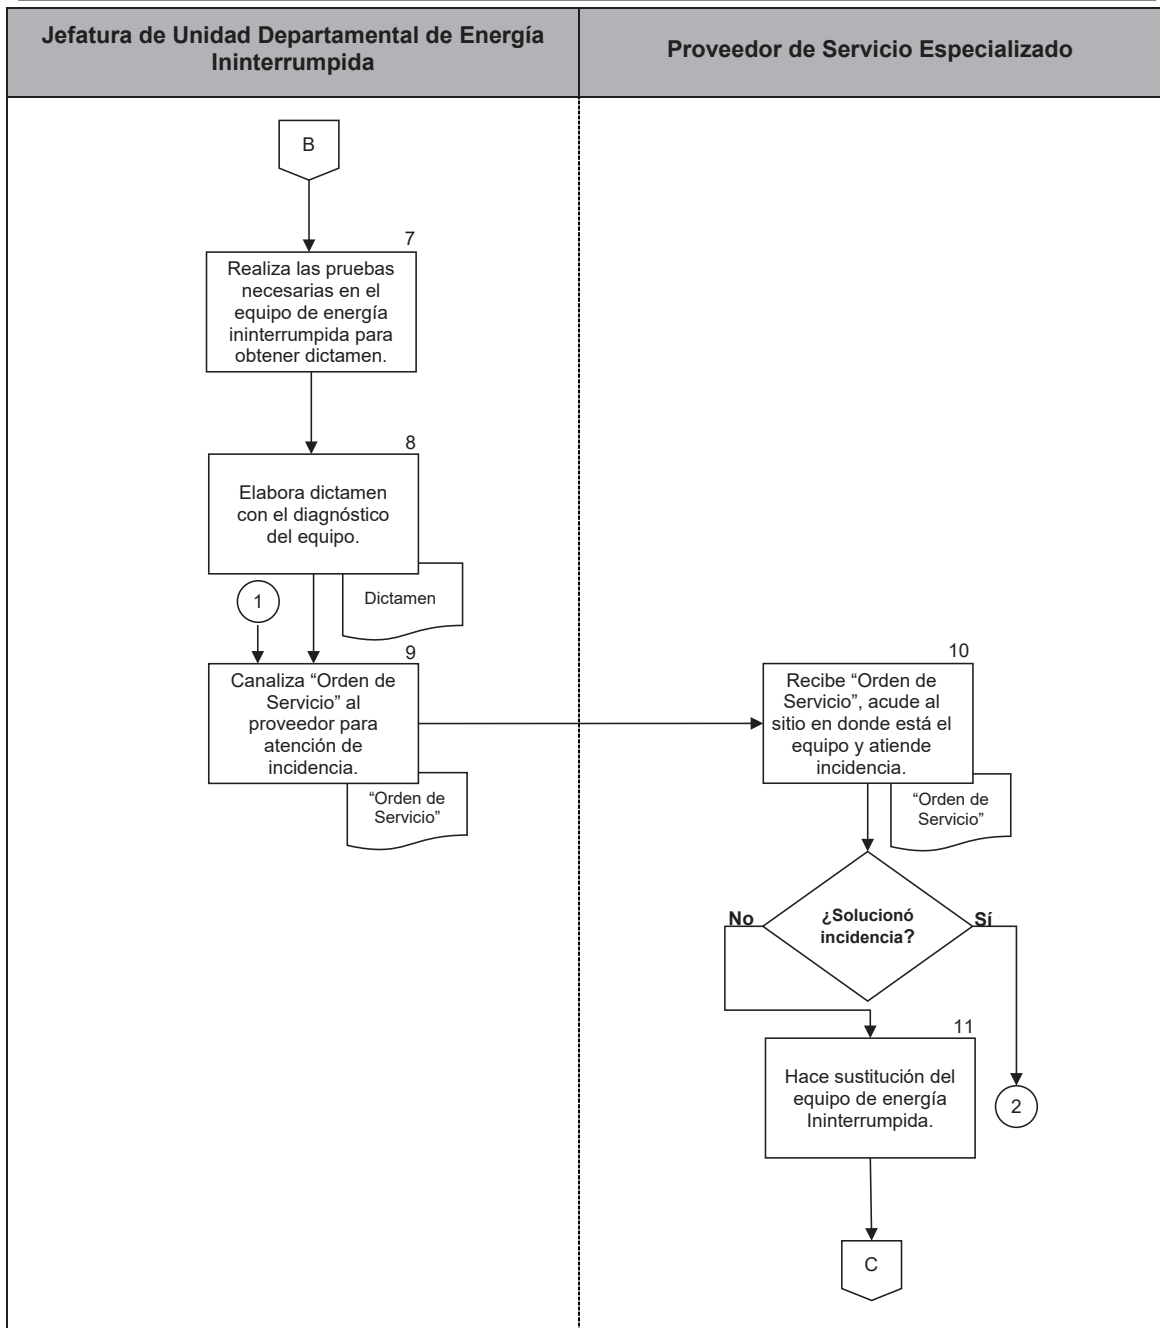 Jefatura de Unidad Departamental de Energía
Ininterrumpida
Proveedor de Servicio Especializado
B
7
Realiza las pruebas
necesarias en el
equipo de energía
ininterrumpida para
obtener dictamen.
8
Elabora dictamen
con el diagnóstico
del equipo.
Dictamen
1
9
Canaliza “Orden de
Servicio” al
proveedor para
atención de
incidencia.
“Orden de
Servicio”
10
Recibe “Orden de
Servicio”, acude al
sitio en donde está el
equipo y atiende
incidencia.
“Orden de
Servicio”
¿Solucionó
incidencia?
No
Sí
11
Hace sustitución del
equipo de energía
Ininterrumpida.
2
C